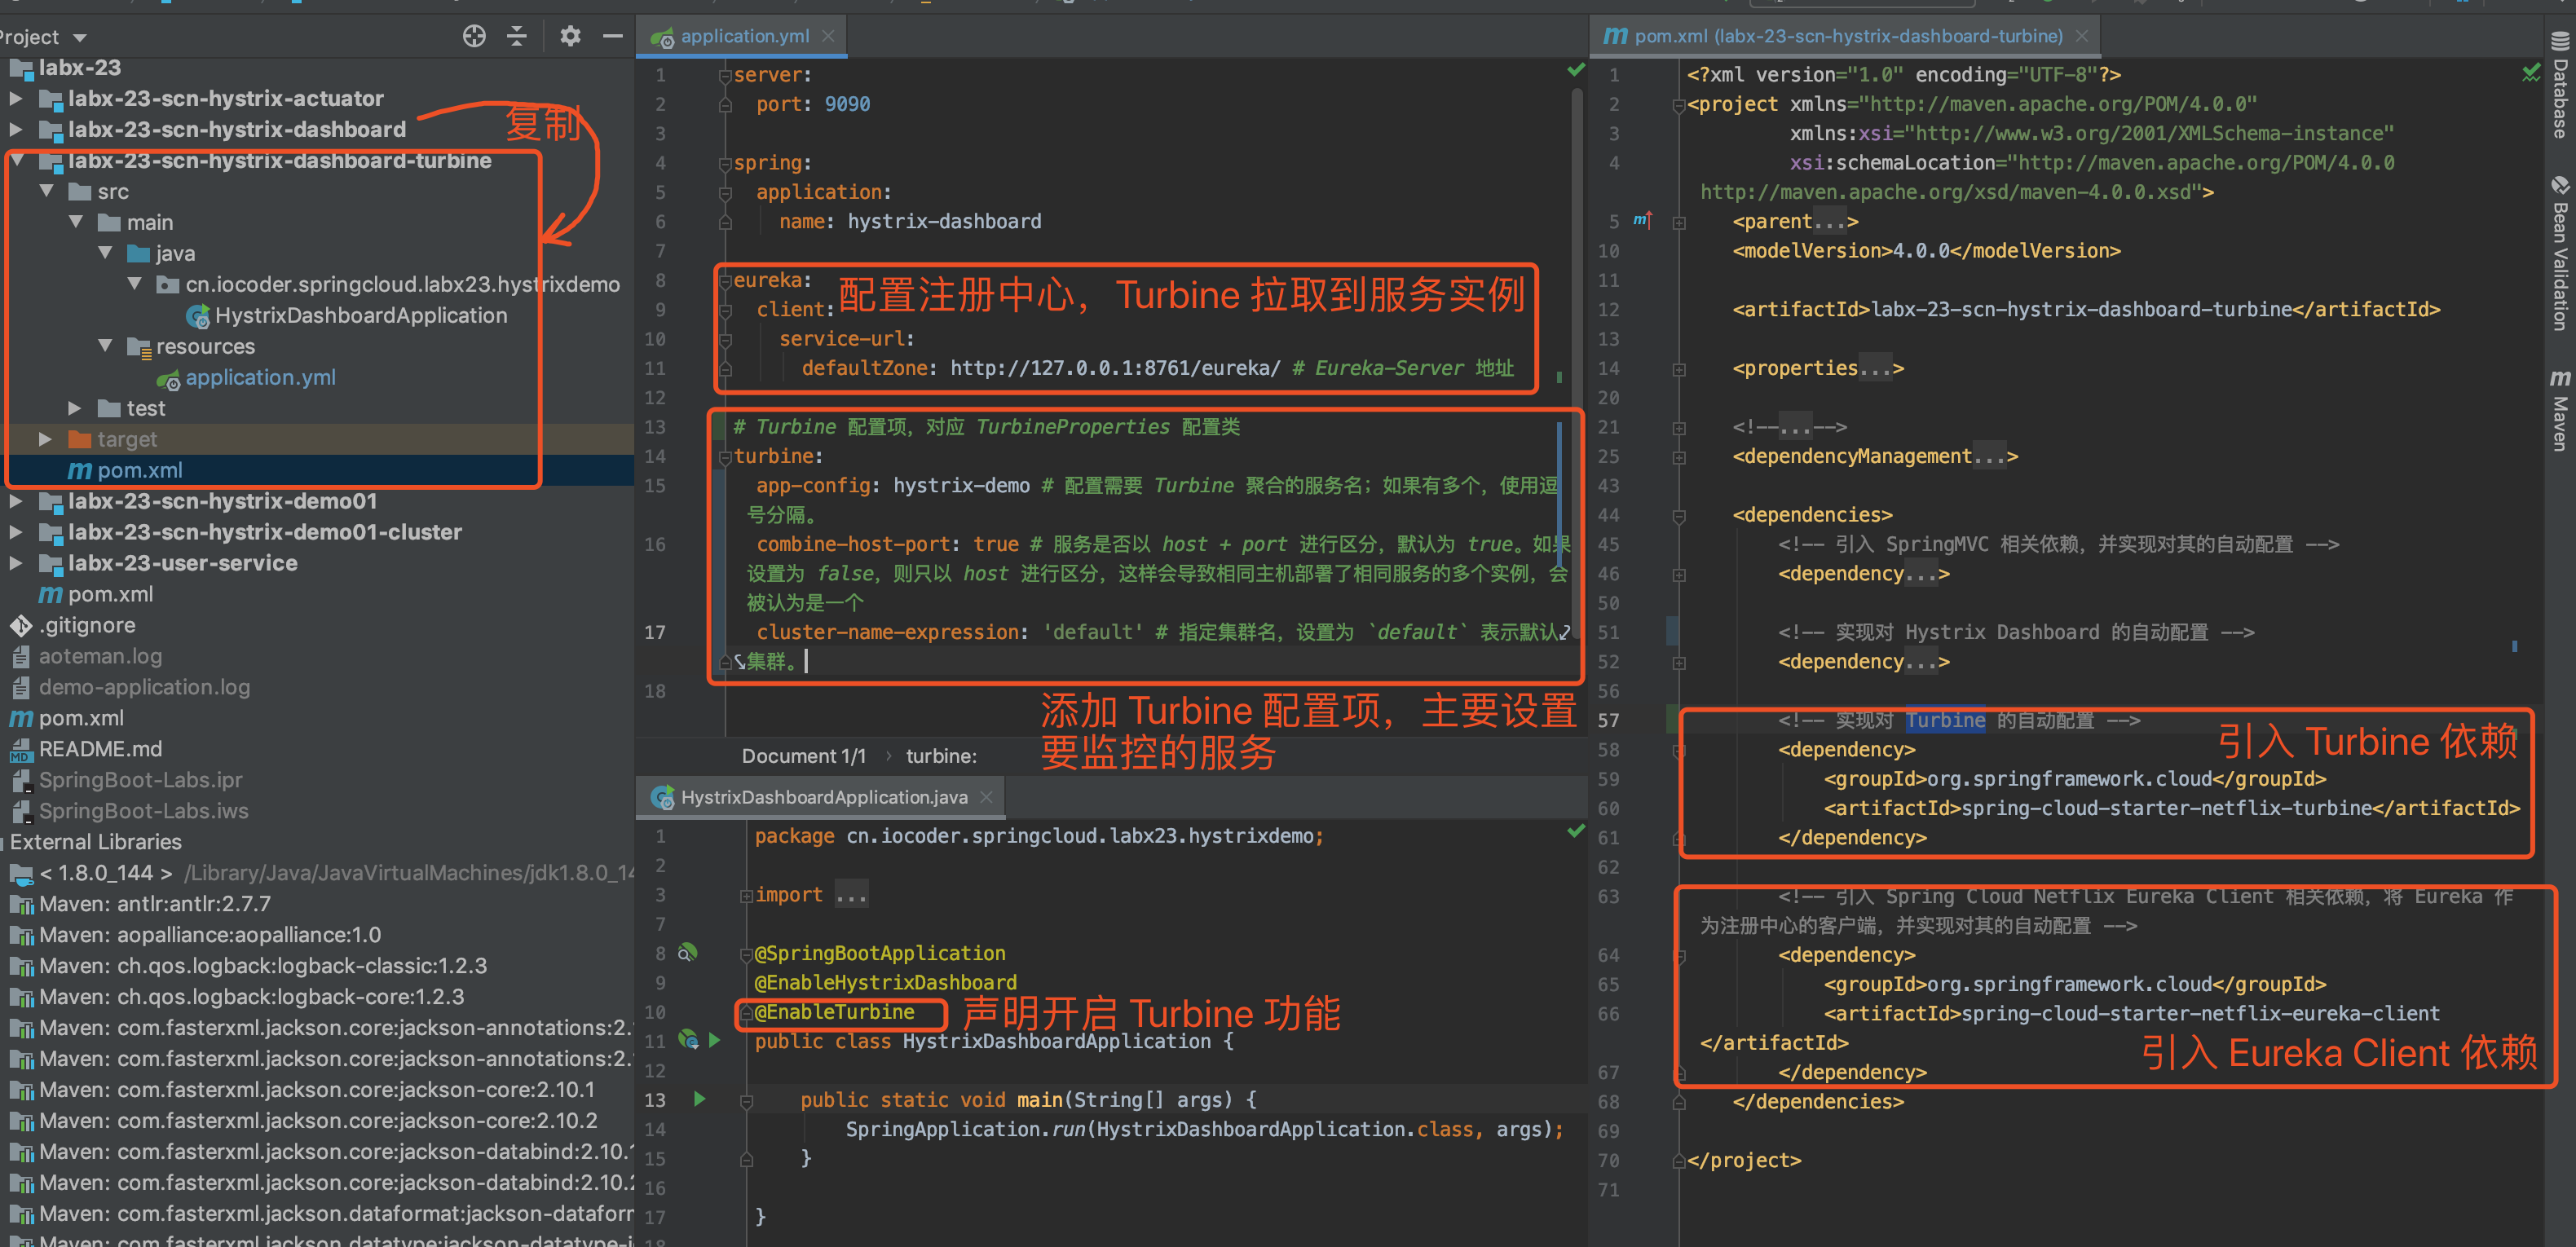 Project
labx-23
labx-23-scn-hystrix-actuator
labx-23-scn-hystrix-dashboard
复制
labx-23-scn-hystrix-dashboard-turbine
src
main
java
cn.iocoder.springcloud.labx23.hystrixdemo
HystrixDashboardApplication
resources
application.yml
test
target
pom.xml
labx-23-scn-hystrix-demo01
labx-23-scn-hystrix-demo01-cluster
labx-23-user-service
pom.xml
.gitignore
aoteman.log
demo-application.log
pom.xml
README.md
SpringBoot-Labs.ipr
SpringBoot-Labs.iws
External Libraries
< 1.8.0_144 > /Library/Java/JavaVirtualMachines/jdk1.8.0_14
Maven: antlr:antlr:2.7.7
Maven: aopalliance:aopalliance:1.0
Maven: ch.qos.logback:logback-classic:1.2.3
Maven: ch.qos.logback:logback-core:1.2.3
Maven: com.fasterxml.jackson.core:jackson-annotations:2.
Maven: com.fasterxml.jackson.core:jackson-annotations:2.
Maven: com.fasterxml.jackson.core:jackson-core:2.10.1
Maven: com.fasterxml.jackson.core:jackson-core:2.10.2
Maven: com.fasterxml.jackson.core:jackson-databind:2.10.1
Maven: com.fasterxml.jackson.core:jackson-databind:2.10.2
Maven: com.fasterxml.jackson.dataformat:jackson-datafor
Maven: com.fasterxml.jackson.datatype:jackson-datatype-j
application.yml
1 server:
2 port: 9090
3
4 spring:
5 application:
6 name: hystrix-dashboard
7
8 eureka:
配置注册中心，Turbine 拉取到服务实例
9 client:
10 service-url:
11 defaultZone: http://127.0.0.1:8761/eureka/ # Eureka-Server 地址
12
13 # Turbine 配置项，对应 TurbineProperties 配置类
14 turbine:
15 app-config: hystrix-demo # 配置需要 Turbine 聚合的服务名；如果有多个，使用逗
号分隔。
16 combine-host-port: true # 服务是否以 host + port 进行区分，默认为 true。如果
设置为 false，则只以 host 进行区分，这样会导致相同主机部署了相同服务的多个实例，会
被认为是一个
17 cluster-name-expression: 'default' # 指定集群名，设置为 `default` 表示默认
集群。
18
添加 Turbine 配置项，主要设置
要监控的服务
Document 1/1 › turbine:
HystrixDashboardApplication.java
1 package cn.iocoder.springcloud.labx23.hystrixdemo;
2
3 import ...
7
8 @SpringBootApplication
9 @EnableHystrixDashboard
10 @EnableTurbine
声明开启 Turbine 功能
11 public class HystrixDashboardApplication {
12
13 public static void main(String[] args) {
14 SpringApplication.run(HystrixDashboardApplication.class, args);
15 }
16
17 }
18
pom.xml (labx-23-scn-hystrix-dashboard-turbine)
1 <?xml version="1.0" encoding="UTF-8"?>
2 <project xmlns="http://maven.apache.org/POM/4.0.0"
3 xmlns:xsi="http://www.w3.org/2001/XMLSchema-instance"
4 xsi:schemaLocation="http://maven.apache.org/POM/4.0.0
http://maven.apache.org/xsd/maven-4.0.0.xsd">
5 <parent...>
10 <modelVersion>4.0.0</modelVersion>
11
12 <artifactId>labx-23-scn-hystrix-dashboard-turbine</artifactId>
13
14 <properties...>
20
21 <!--...-->
25 <dependencyManagement...>
43
44 <dependencies>
45 <!-- 引入 SpringMVC 相关依赖，并实现对其的自动配置 -->
46 <dependency...>
50
51 <!-- 实现对 Hystrix Dashboard 的自动配置 -->
52 <dependency...>
56
57 <!-- 实现对 Turbine 的自动配置 -->
58 <dependency>
引入 Turbine 依赖
59 <groupId>org.springframework.cloud</groupId>
60 <artifactId>spring-cloud-starter-netflix-turbine</artifactId>
61 </dependency>
62
63 <!-- 引入 Spring Cloud Netflix Eureka Client 相关依赖，将 Eureka 作
为注册中心的客户端，并实现对其的自动配置 -->
64 <dependency>
65 <groupId>org.springframework.cloud</groupId>
66 <artifactId>spring-cloud-starter-netflix-eureka-client
</artifactId>
引入 Eureka Client 依赖
67 </dependency>
68 </dependencies>
69
70 </project>
71
Database
Bean Validation
Maven